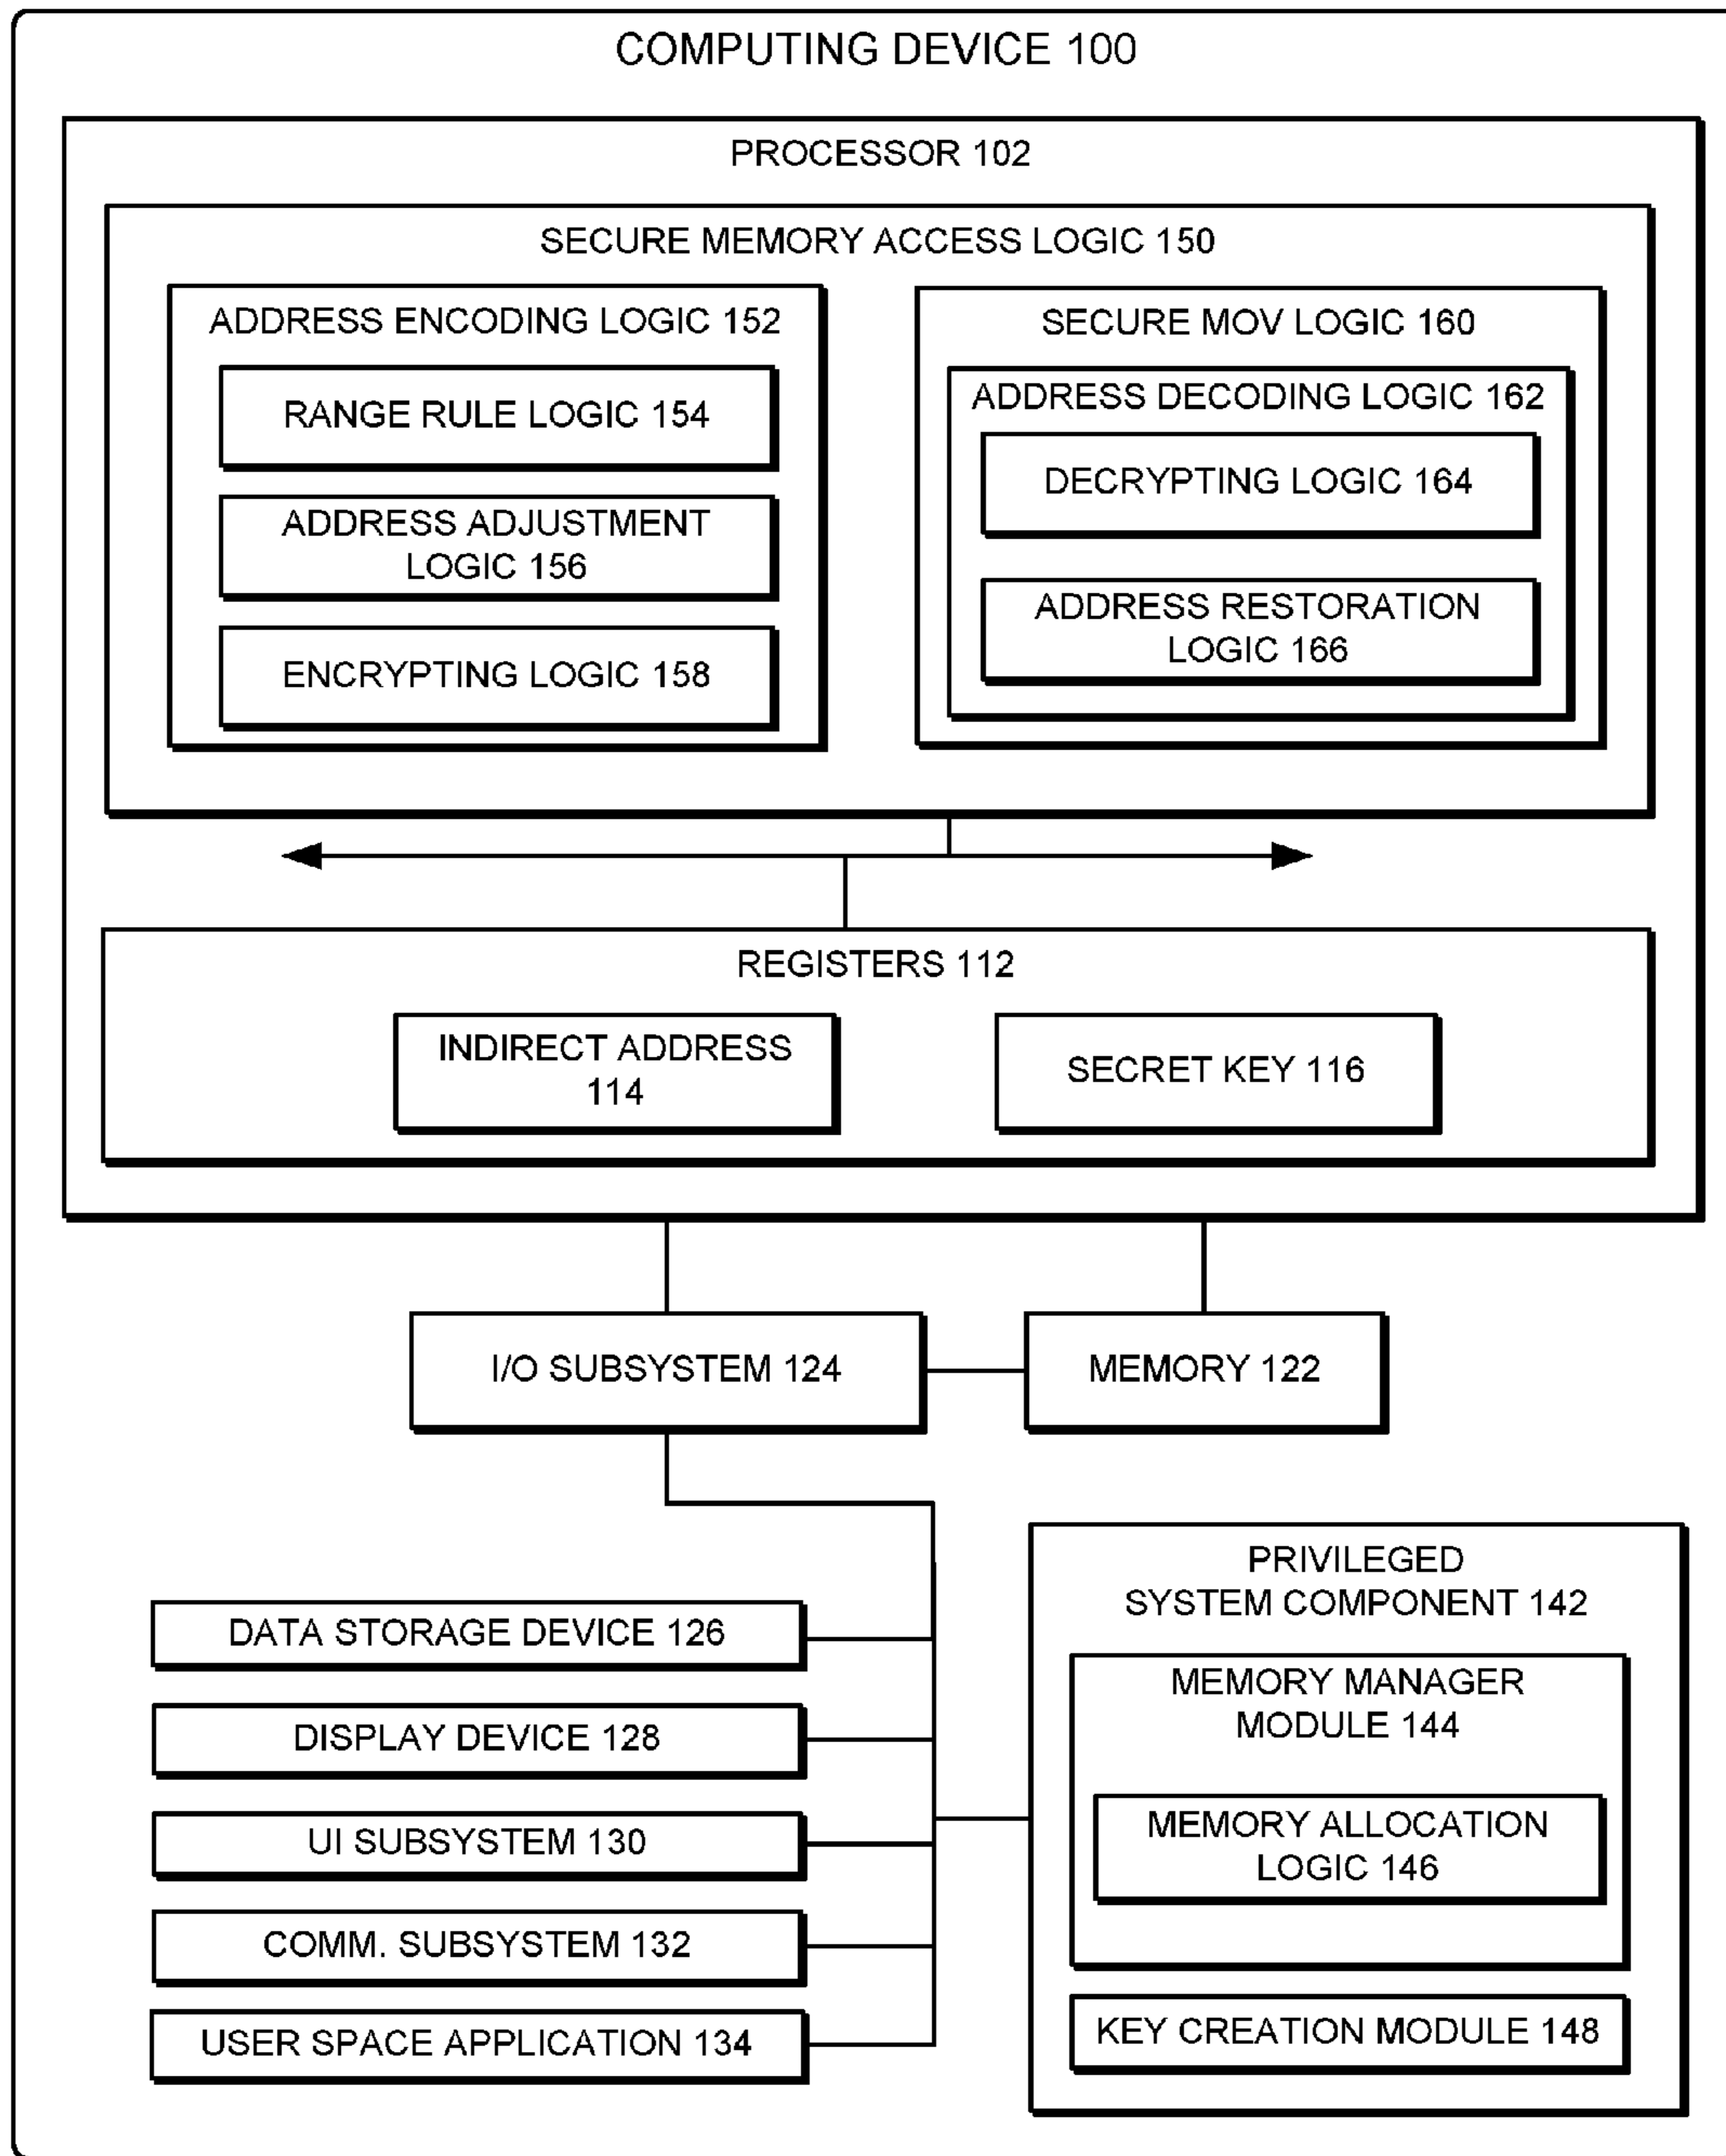 COMPUTING DEVICE 100
PROCESSOR 102
SECURE MEMORY ACCESS LOGIC 150
ADDRESS ENCODING LOGIC 152
RANGE RULE LOGIC 154
ADDRESS ADJUSTMENT
LOGIC 156
ENCRYPTING LOGIC 158
SECURE MOV LOGIC 160
ADDRESS DECODING LOGIC 162
DECRYPTING LOGIC 164
ADDRESS RESTORATION
LOGIC 166
REGISTERS 112
INDIRECT ADDRESS
114
SECRET KEY 116
I/O SUBSYSTEM 124
MEMORY 122
DATA STORAGE DEVICE 126
DISPLAY DEVICE 128
UI SUBSYSTEM 130
COMM. SUBSYSTEM 132
USER SPACE APPLICATION 134
PRIVILEGED
SYSTEM COMPONENT 142
MEMORY MANAGER
MODULE 144
MEMORY ALLOCATION
LOGIC 146
KEY CREATION MODULE 148